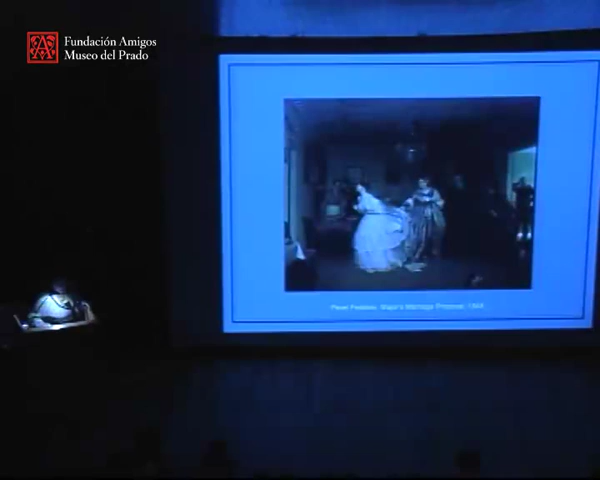 Fundación Amigos
Museo del Prado
Pavel Fedotov, Major's Marriage Proposal, 1848